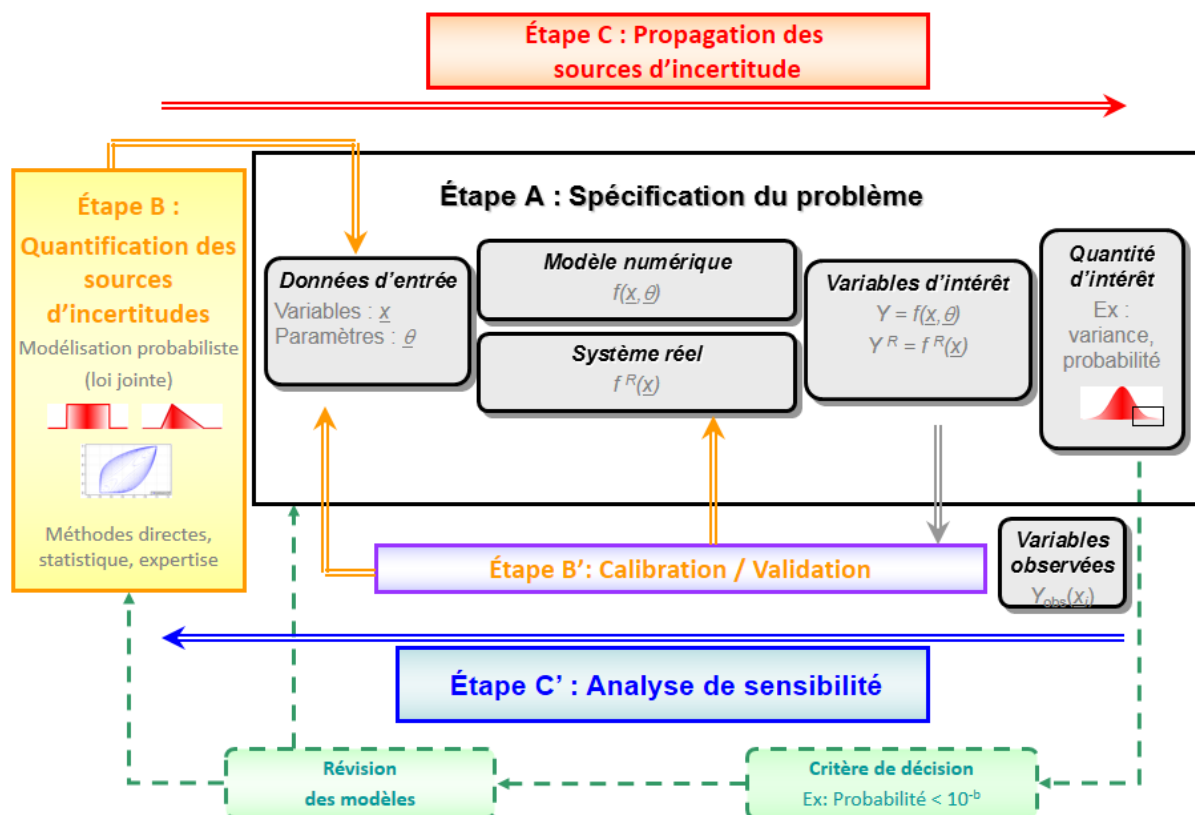 Étape C : Propagation des
sources d'incertitude
Étape A : Spécification du problème
Étape B :
Quantification des
sources
d'incertitudes
Modélisation probabiliste
(loi jointe)
Méthodes directes,
statistique, expertise
Données d'entrée
Variables : x
Paramètres : θ
Modèle numérique
f(x,θ)
Système réel
f R(x)
Variables d'intérêt
Y = f(x,θ)
Y R = f R(x)
Quantité
d'intérêt
Ex :
variance,
probabilité
Étape B': Calibration / Validation
Variables
observées
Yobs(xi)
Étape C' : Analyse de sensibilité
Révision
des modèles
Critère de décision
Ex: Probabilité < 10-b